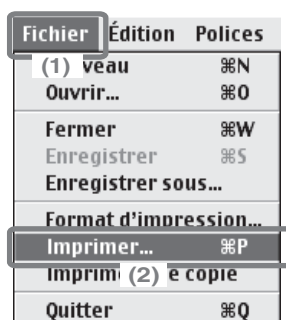 Fichier Édition Polices
(1) veau ⌘N
Ouvrir... ⌘O
Fermer ⌘W
Enregistrer ⌘S
Enregistrer sous...
Format d'impression...
Imprimer... ⌘P
Imprim (2) e copie
Quitter ⌘Q